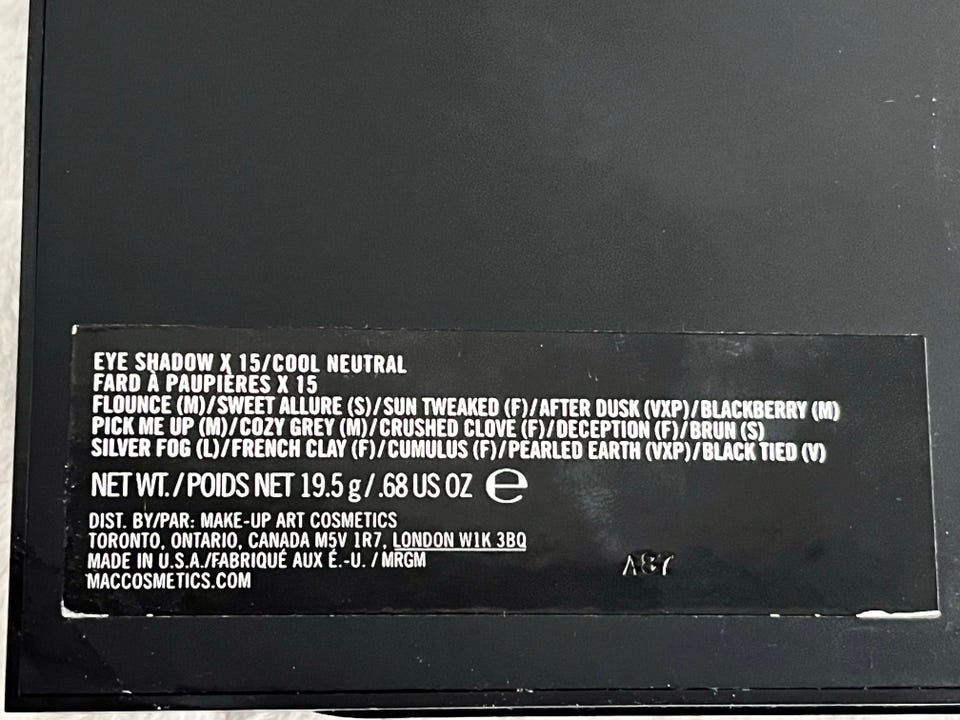 EYE SHADOW X 15/COOL NEUTRAL
FARD À PAUPIÈRES X 15
FLOUNCE (M)/SWEET ALLURE (S)/SUN TWEAKED (F)/AFTER DUSK (VXP)/BLACKBERRY (M)
PICK ME UP (M)/COZY GREY (M)/CRUSHED CLOVE (F)/DECEPTION (F)/BRUN (S)
SILVER FOG (L)/FRENCH CLAY (F)/CUMULUS (F)/PEARLED EARTH (VXP)/BLACK TIED (V)
NET WT./POIDS NET 19.5 g/.68 US OZ ℮
DIST. BY/PAR: MAKE-UP ART COSMETICS
TORONTO, ONTARIO, CANADA M5V 1R7, LONDON W1K 3BQ
MADE IN U.S.A./FABRIQUÉ AUX É.-U. / MRGM
MACCOSMETICS.COM
A87